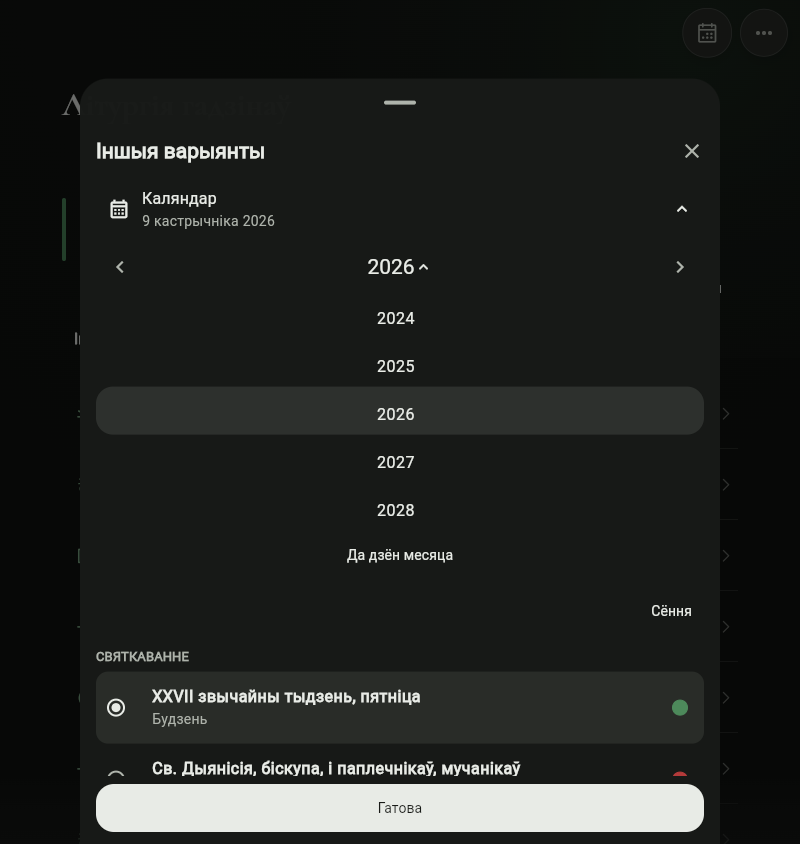 Іншыя варыянты
Каляндар
9 кастрычніка 2026
2026
2024
2025
2026
2027
2028
Да дзён месяца
Сёння
СВЯТКАВАННЕ
XXVII звычайны тыдзень, пятніца
Будзень
Св. Дыянісія, біскупа, і паплечнікаў, мучанікаў
Гатова